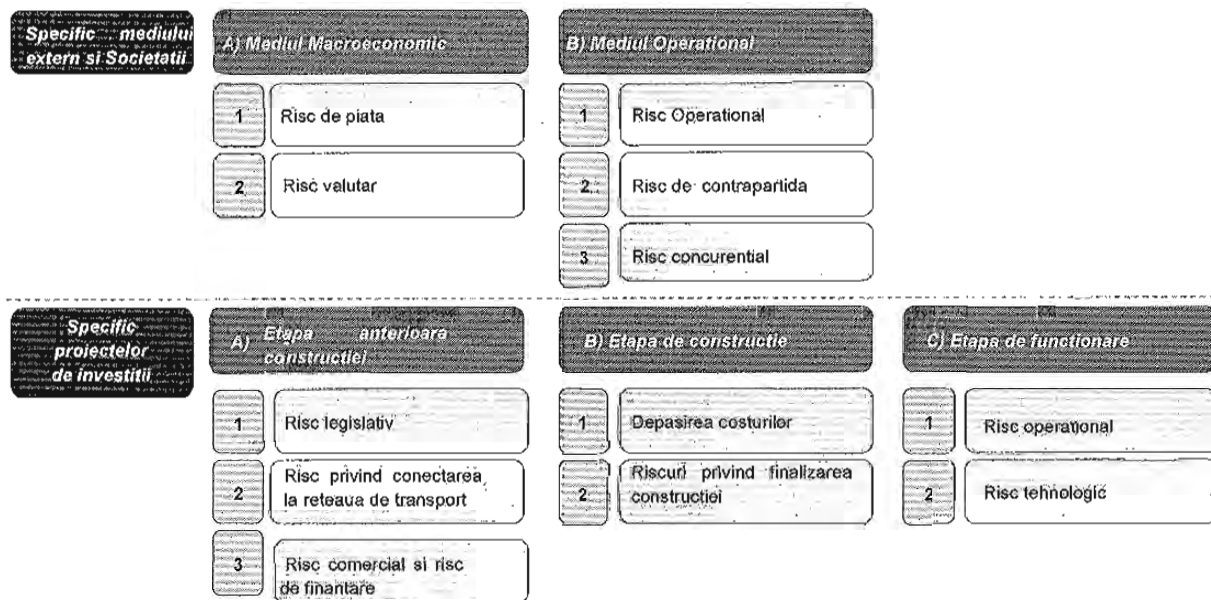 Specific mediului
extern si Societatii
A) Mediul Macroeconomic
B) Mediul Operational
1
Risc de piata
2
Risc valutar
1
Risc Operational
2
Risc de contrapartida
3
Risc concurential
Specific
proiectelor
de investitii
A) Etapa anterioara
constructiei
B) Etapa de constructie
C) Etapa de functionare
1
Risc legislativ
2
Risc privind conectarea
la reteaua de transport
3
Risc comercial si risc
de finantare
1
Depasirea costurilor
2
Riscuri privind finalizarea
constructiei
1
Risc operational
2
Risc tehnologic